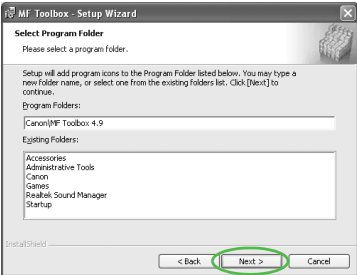 MF Toolbox - Setup Wizard
Select Program Folder
Please select a program folder.
Setup will add program icons to the Program Folder listed below. You may type a
new folder name, or select one from the existing folders list. Click [Next] to
continue.
Program Folders:
Canon\MF Toolbox 4.9
Existing Folders:
Accessories
Administrative Tools
Canon
Games
Realtek Sound Manager
Startup
InstallShield
< Back
Next >
Cancel